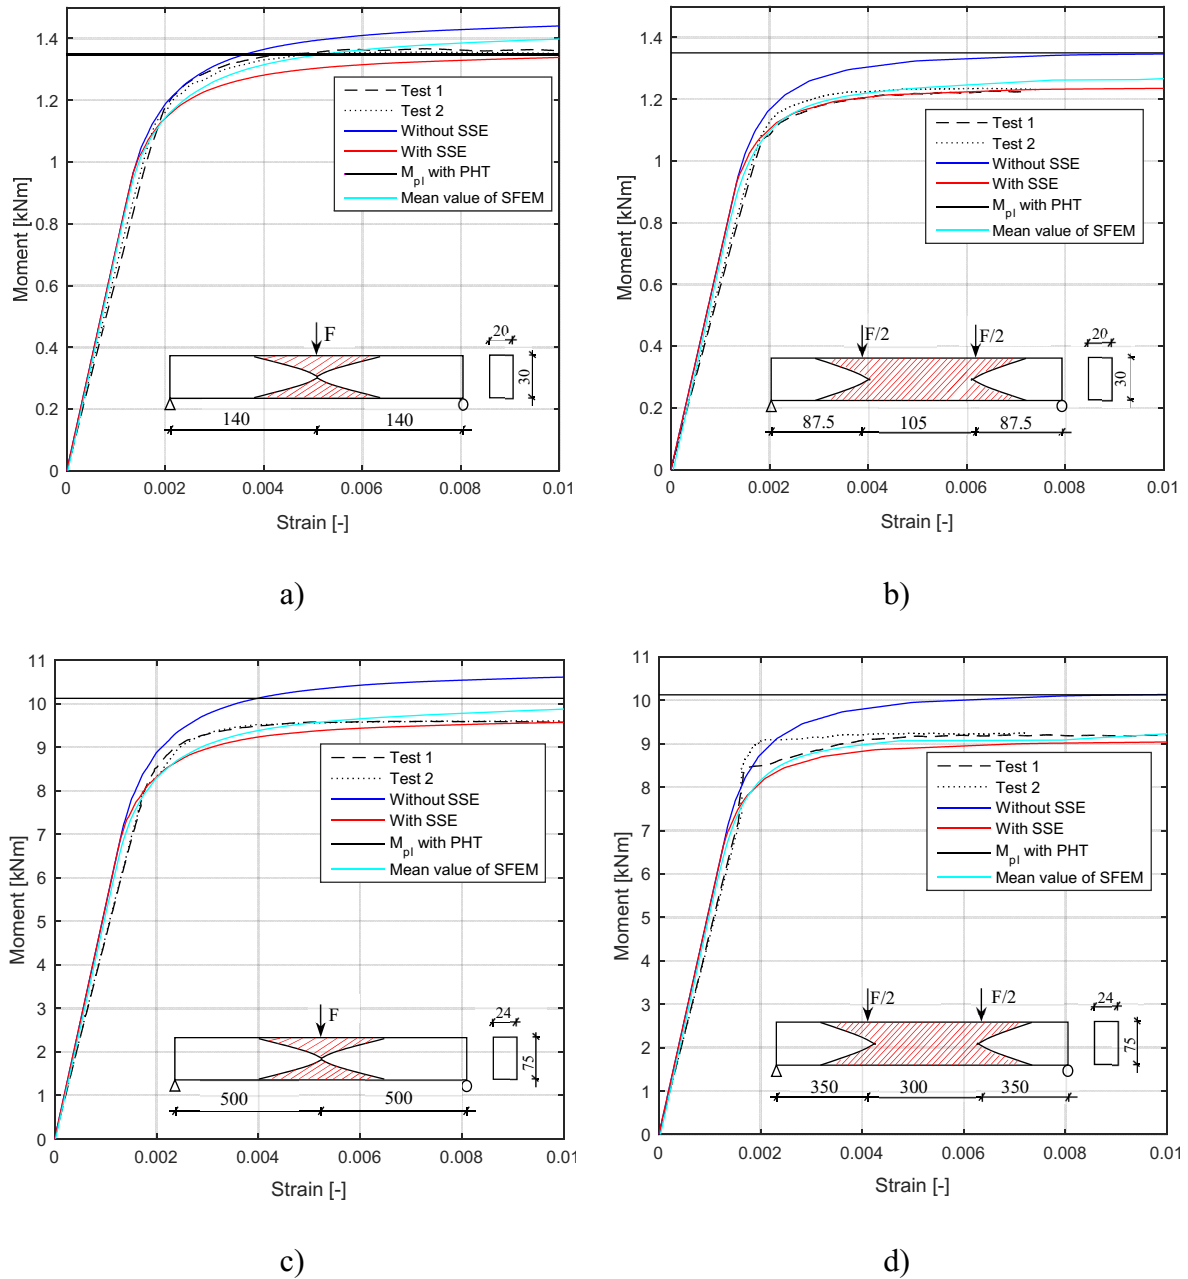 1.4
1.2
1
0.8
0.6
0.4
0.2
0
Moment [kNm]
Test 1
Test 2
Without SSE
With SSE
Mpl with PHT
Mean value of SFEM
F
20
30
140 140
0 0.002 0.004 0.006 0.008 0.01
Strain [-]
a)
1.4
1.2
1
0.8
0.6
0.4
0.2
0
Moment [kNm]
Test 1
Test 2
Without SSE
With SSE
Mpl with PHT
Mean value of SFEM
F/2 F/2
20
30
87.5 105 87.5
0 0.002 0.004 0.006 0.008 0.01
Strain [-]
b)
11
10
9
8
7
6
5
4
3
2
1
0
Moment [kNm]
Test 1
Test 2
Without SSE
With SSE
Mpl with PHT
Mean value of SFEM
F
24
75
500 500
0 0.002 0.004 0.006 0.008 0.01
Strain [-]
c)
11
10
9
8
7
6
5
4
3
2
1
0
Moment [kNm]
Test 1
Test 2
Without SSE
With SSE
Mpl with PHT
Mean value of SFEM
F/2 F/2
24
75
350 300 350
0 0.002 0.004 0.006 0.008 0.01
Strain [-]
d)